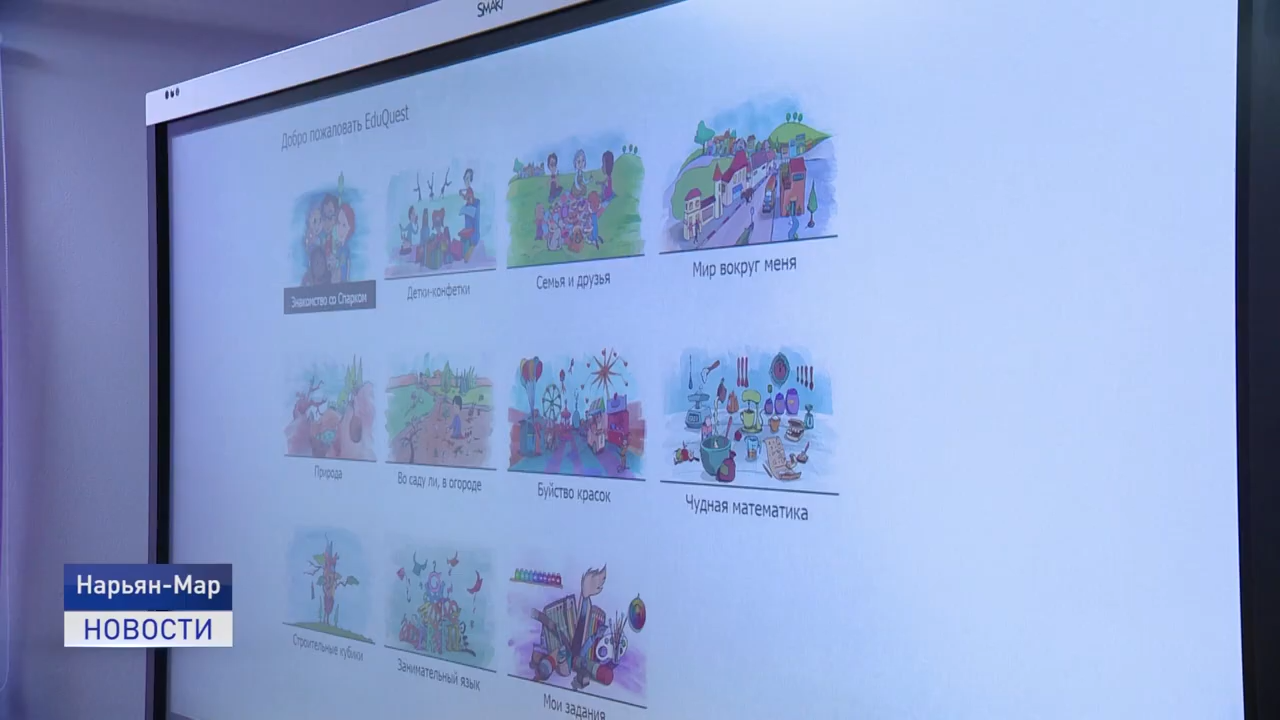 SMART
Добро пожаловать EduQuest
Знакомство со Спарком
Детки-конфетки
Семья и друзья
Мир вокруг меня
Природа
Во саду ли, в огороде
Буйство красок
Чудная математика
Строительные кубики
Занимательный язык
Мои задания
Нарьян-Мар
НОВОСТИ